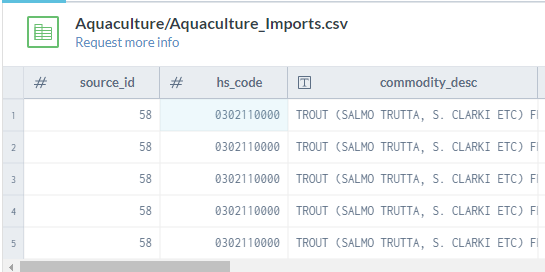 Aquaculture/Aquaculture_Imports.csv
Request more info
# source_id # hs_code T commodity_desc
1 58 0302110000 TROUT (SALMO TRUTTA, S. CLARKI ETC) F
2 58 0302110000 TROUT (SALMO TRUTTA, S. CLARKI ETC) F
3 58 0302110000 TROUT (SALMO TRUTTA, S. CLARKI ETC) F
4 58 0302110000 TROUT (SALMO TRUTTA, S. CLARKI ETC) F
5 58 0302110000 TROUT (SALMO TRUTTA, S. CLARKI ETC) F